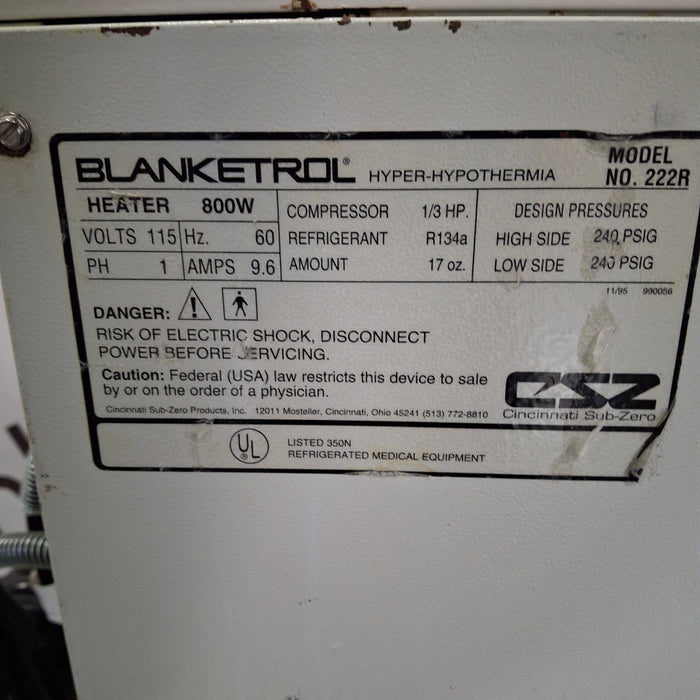 BLANKETROL® HYPER-HYPOTHERMIA
MODEL
NO. 222R
HEATER 800W
VOLTS 115 Hz. 60
PH 1 AMPS 9.6
COMPRESSOR 1/3 HP.
REFRIGERANT R134a
AMOUNT 17 oz.
DESIGN PRESSURES
HIGH SIDE 240 PSIG
LOW SIDE 240 PSIG
11/95 990056
DANGER:
RISK OF ELECTRIC SHOCK, DISCONNECT
POWER BEFORE SERVICING.
Caution: Federal (USA) law restricts this device to sale
by or on the order of a physician.
Cincinnati Sub-Zero Products, Inc. 12011 Mosteller, Cincinnati, Ohio 45241 (513) 772-8810
CSZ
Cincinnati Sub-Zero
UL
LISTED 350N
REFRIGERATED MEDICAL EQUIPMENT